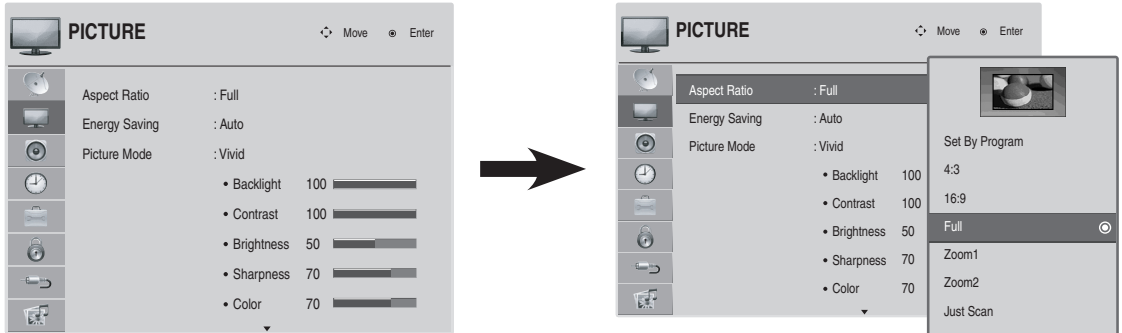 PICTURE
Move Enter
Aspect Ratio : Full
Energy Saving : Auto
Picture Mode : Vivid
• Backlight 100
• Contrast 100
• Brightness 50
• Sharpness 70
• Color 70
PICTURE
Move Enter
Aspect Ratio : Full
Energy Saving : Auto
Picture Mode : Vivid
• Backlight 100
• Contrast 100
• Brightness 50
• Sharpness 70
• Color 70
Set By Program
4:3
16:9
Full
Zoom1
Zoom2
Just Scan